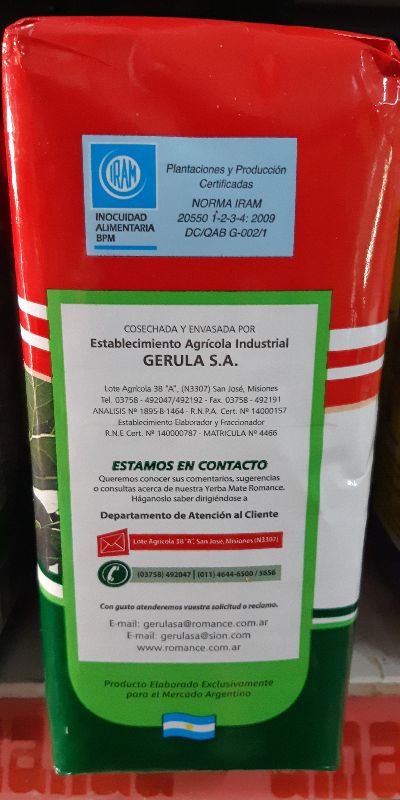 IRAM
INOCUIDAD
ALIMENTARIA
BPM
Plantaciones y Producción
Certificadas
NORMA IRAM
20550 1-2-3-4: 2009
DC/QAB G-002/1
COSECHADA Y ENVASADA POR
Establecimiento Agrícola Industrial
GERULA S.A.
Lote Agrícola 38 "A", (N3307) San José, Misiones
Tel. 03758 - 492047/492192 - Fax. 03758 - 492191
ANALISIS Nº 1895-B-1464 - R.N.P.A. Cert. Nº 14000157
Establecimiento Elaborador y Fraccionador
R.N.E Cert. Nº 14000787 - MATRICULA Nº 4466
ESTAMOS EN CONTACTO
Queremos conocer sus comentarios, sugerencias
o consultas acerca de nuestra Yerba Mate Romance.
Háganoslo saber dirigiéndose a
Departamento de Atención al Cliente
Lote Agrícola 38 "A", San José, Misiones (N3307)
(03758) 492047 | (011) 4644-6500 / 5656
Con gusto atenderemos vuestra solicitud o reclamo.
E-mail: gerulasa@romance.com.ar
E-mail: gerulasa@sion.com
www.romance.com.ar
Producto Elaborado Exclusivamente
para el Mercado Argentino